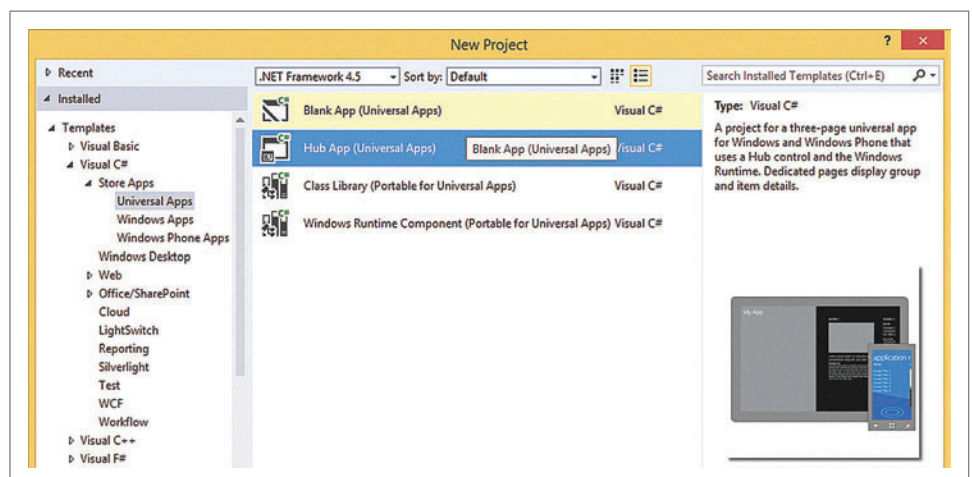 New Project
?
Recent
Installed
Templates
Visual Basic
Visual C#
Store Apps
Universal Apps
Windows Apps
Windows Phone Apps
Windows Desktop
Web
Office/SharePoint
Cloud
LightSwitch
Reporting
Silverlight
Test
WCF
Workflow
Visual C++
Visual F#
.NET Framework 4.5
Sort by: Default
Blank App (Universal Apps) Visual C#
Hub App (Universal Apps) Visual C#
Blank App (Universal Apps)
Class Library (Portable for Universal Apps) Visual C#
Windows Runtime Component (Portable for Universal Apps) Visual C#
Search Installed Templates (Ctrl+E)
Type: Visual C#
A project for a three-page universal app
for Windows and Windows Phone that
uses a Hub control and the Windows
Runtime. Dedicated pages display group
and item details.
My App
application